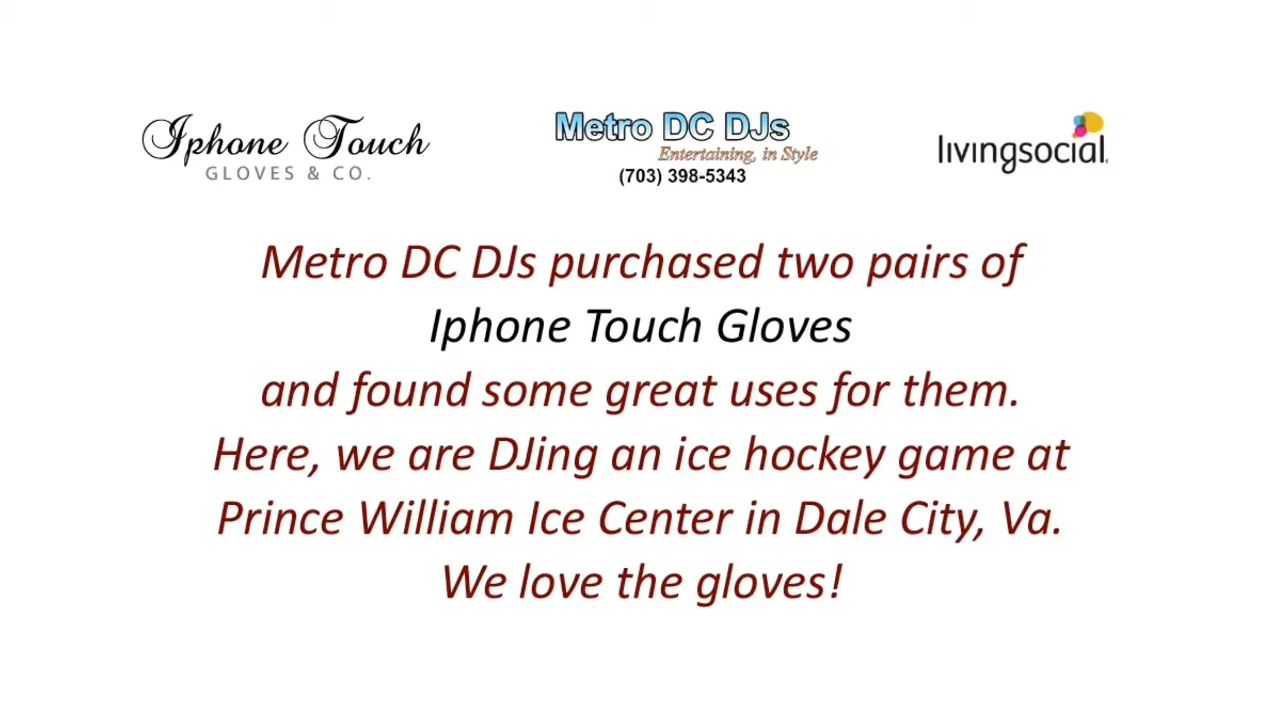 Iphone Touch
GLOVES & CO.
Metro DC DJs
Entertaining, in Style
(703) 398-5343
livingsocial.
Metro DC DJs purchased two pairs of
Iphone Touch Gloves
and found some great uses for them.
Here, we are DJing an ice hockey game at
Prince William Ice Center in Dale City, Va.
We love the gloves!